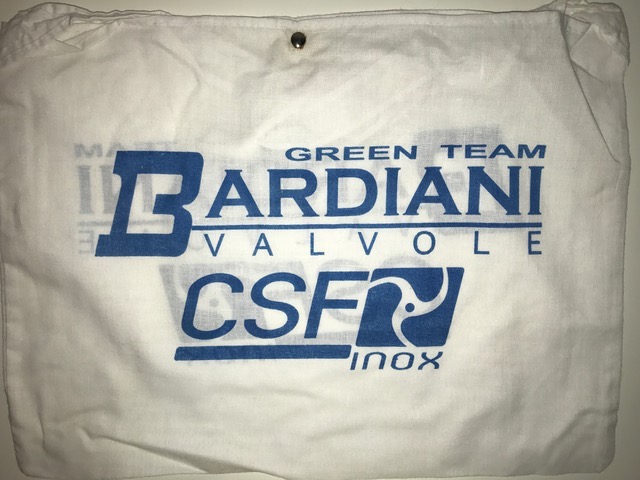 GREEN TEAM
BARDIANI
VALVOLE
CSF
inox